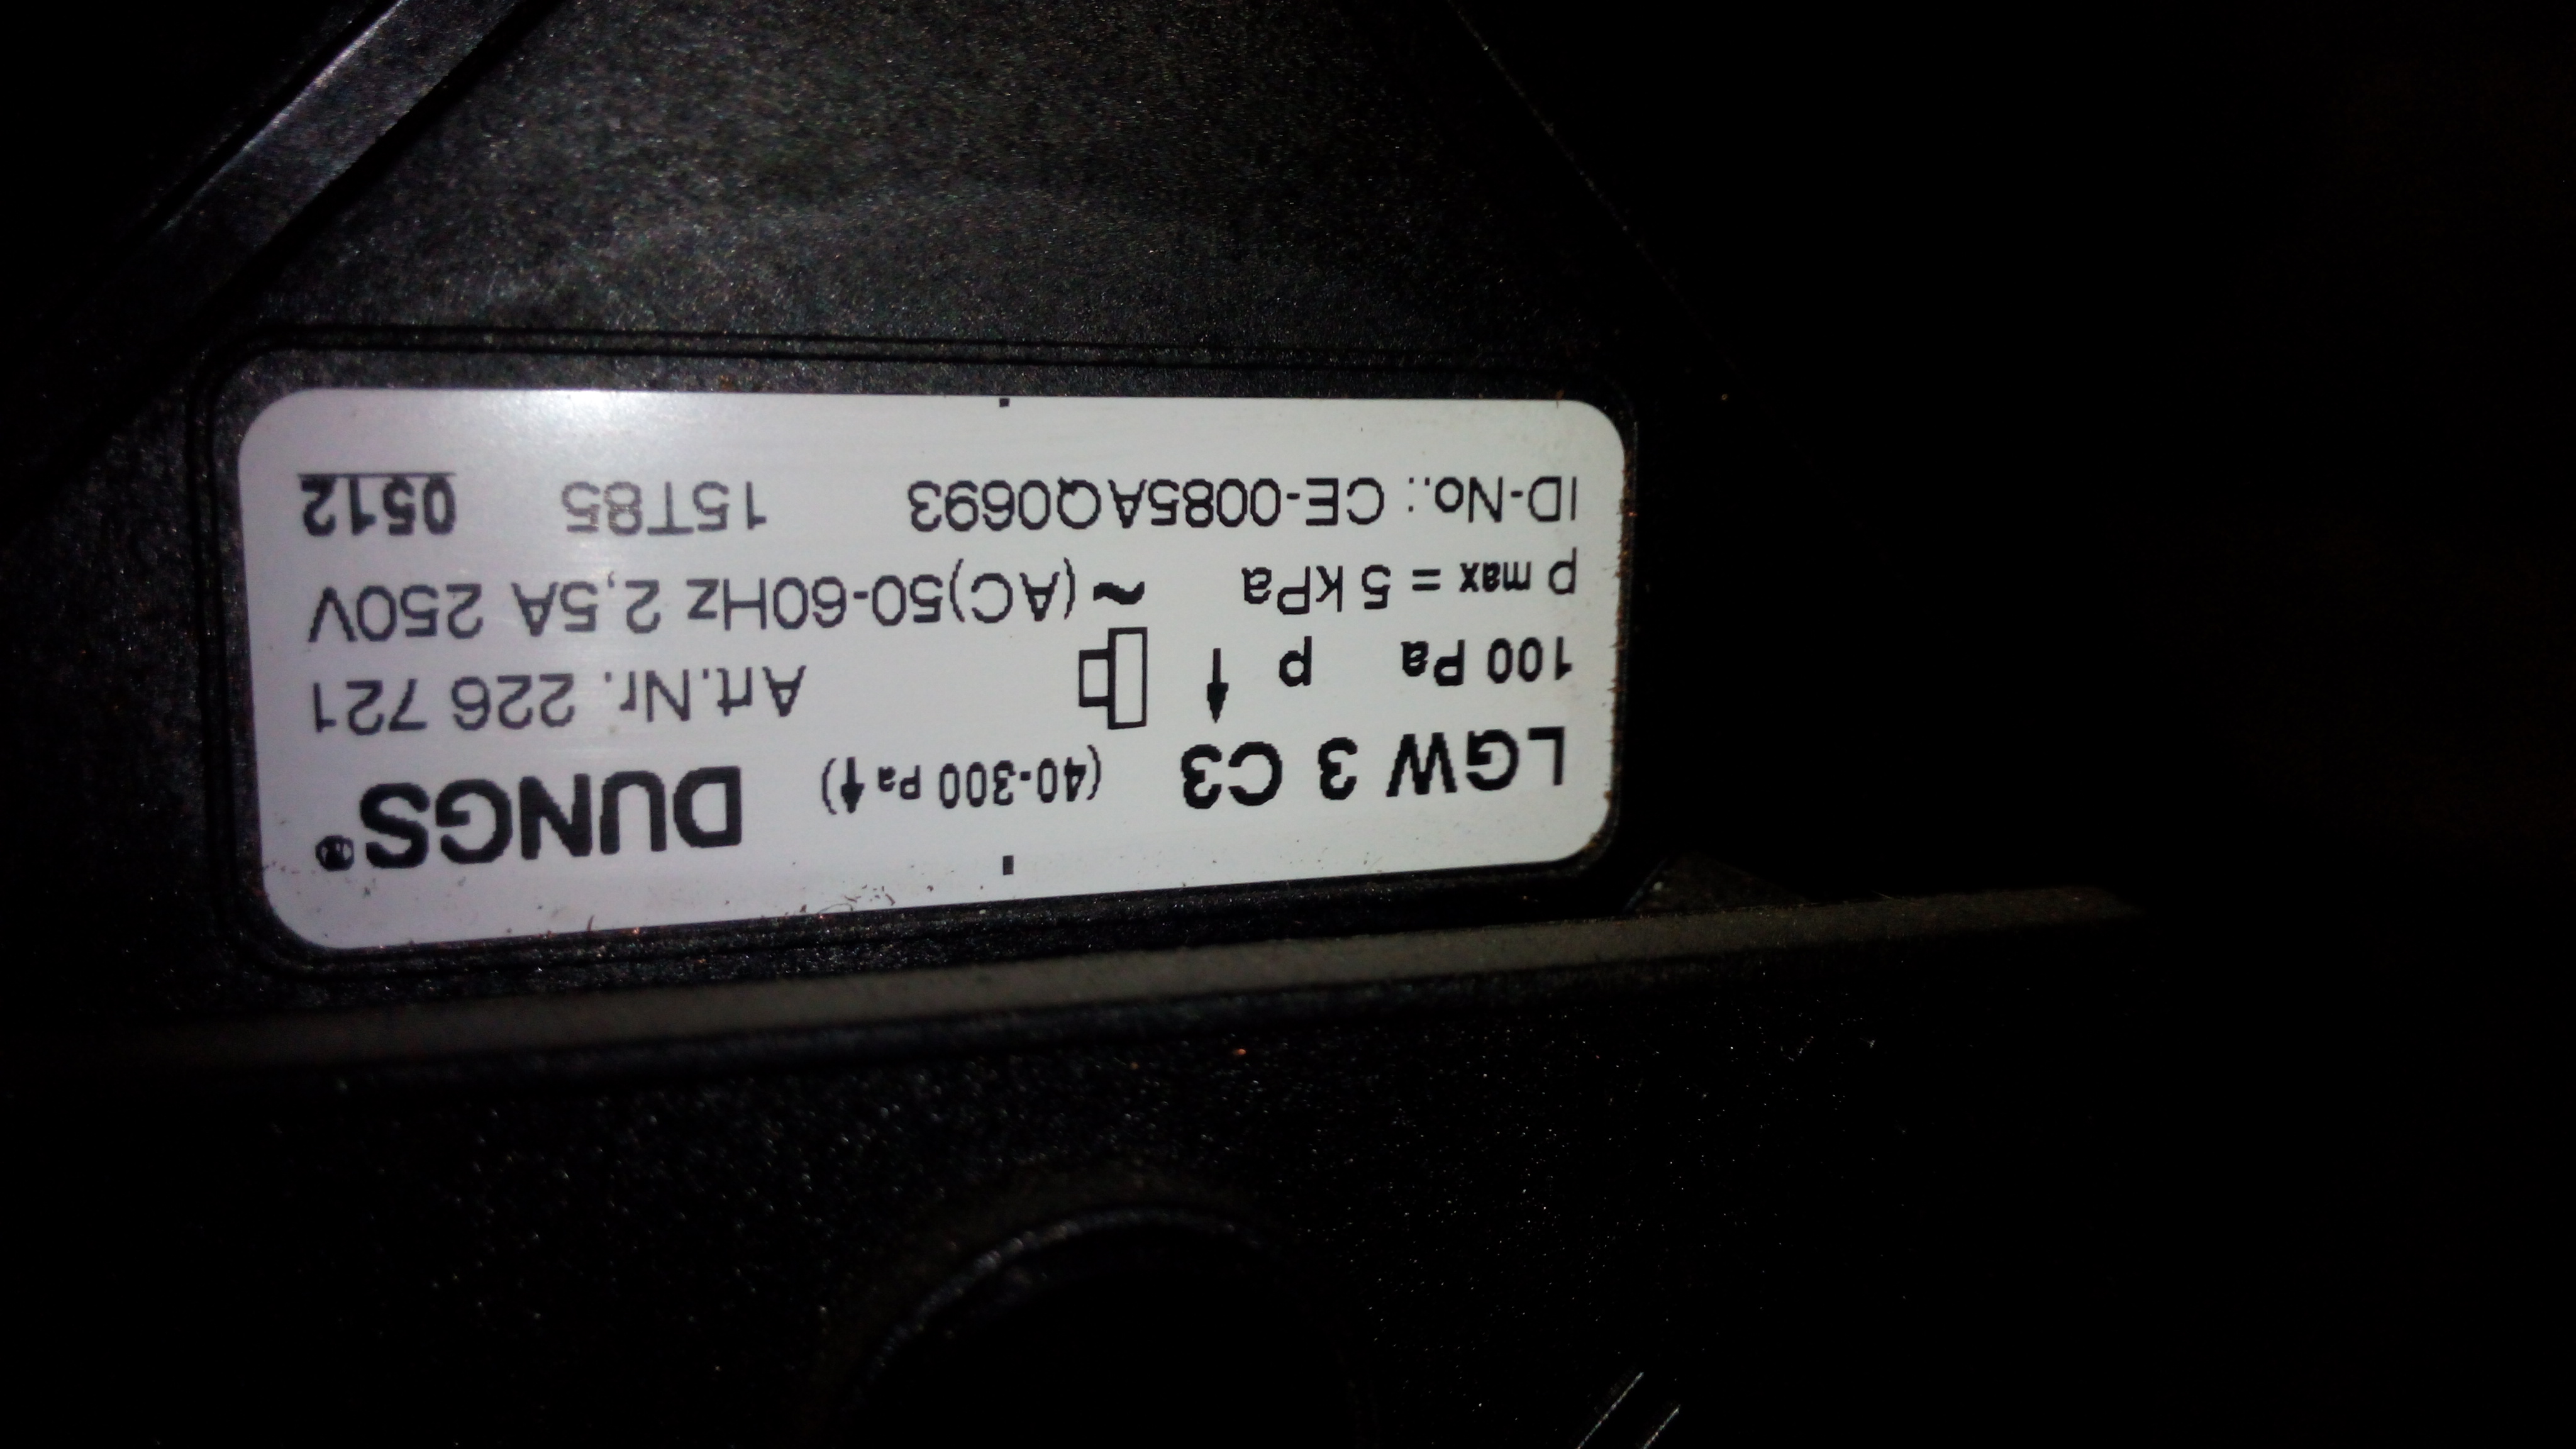 LGW 3 C3 (40-300 Pa↑) DUNGS®
100 Pa p ↑ Art.Nr. 226 721
p max = 5 kPa ~(AC)50-60Hz 2,5A 250V
ID-No.: CE-0085AQ0693 15T85 0512